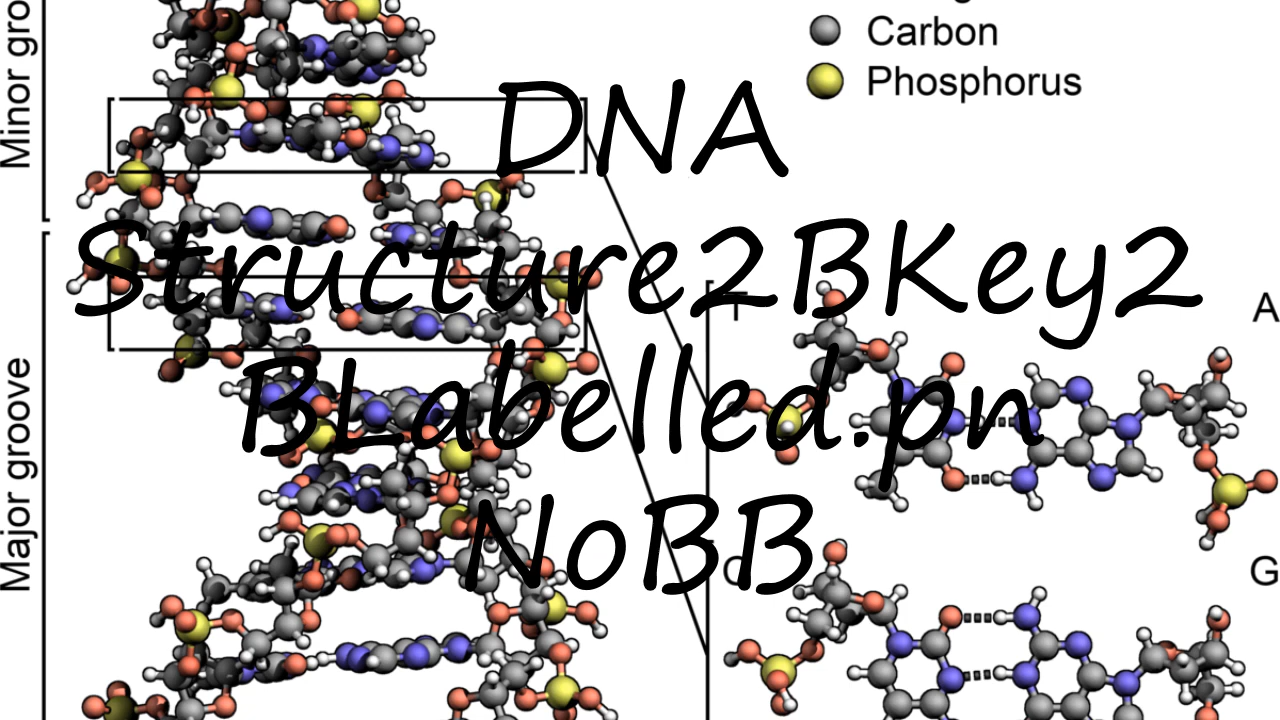 Carbon
Phosphorus
Minor gro
Major groove
DNA
Structure2BKey2
BLabelled.pn
NoBB
T
A
G